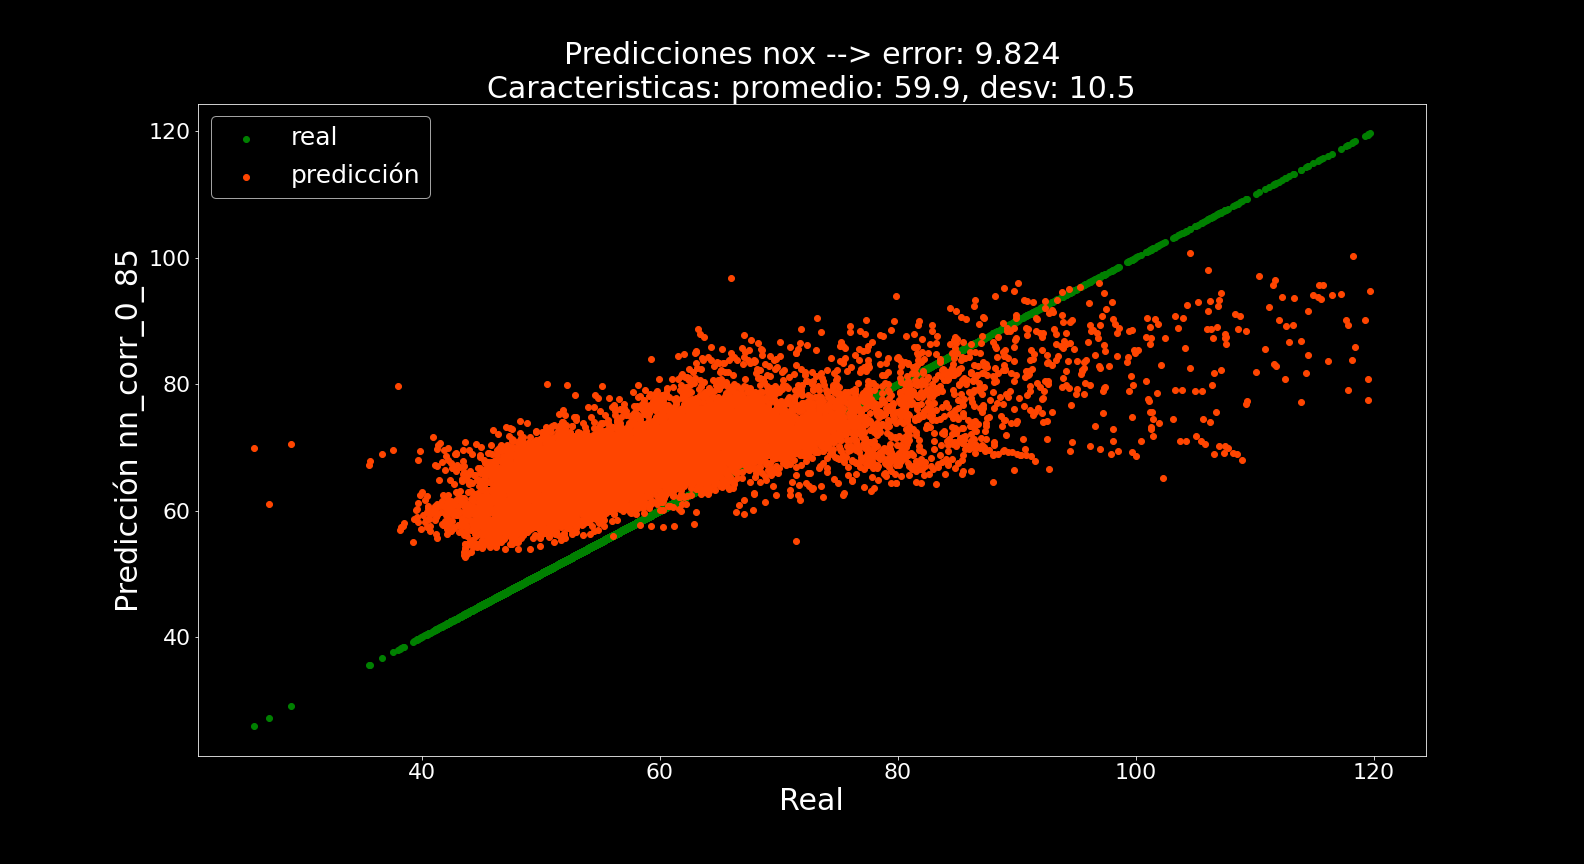 Predicciones nox --> error: 9.824
Caracteristicas: promedio: 59.9, desv: 10.5
real
predicción
Predicción nn_corr_0_85
120
100
80
60
40
40
60
80
100
120
Real